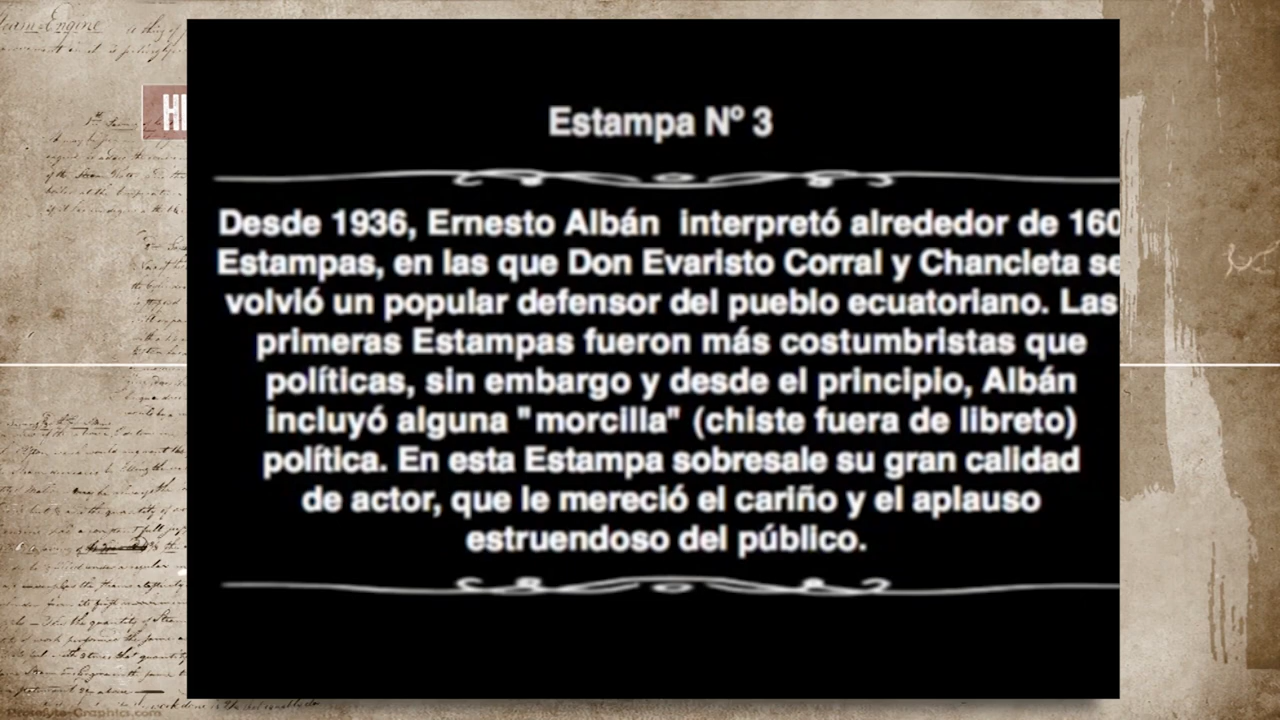 Steam Engine
HI
Estampa Nº 3
Desde 1936, Ernesto Albán interpretó alrededor de 160
Estampas, en las que Don Evaristo Corral y Chancleta se
volvió un popular defensor del pueblo ecuatoriano. Las
primeras Estampas fueron más costumbristas que
políticas, sin embargo y desde el principio, Albán
incluyó alguna "morcilla" (chiste fuera de libreto)
política. En esta Estampa sobresale su gran calidad
de actor, que le mereció el cariño y el aplauso
estruendoso del público.